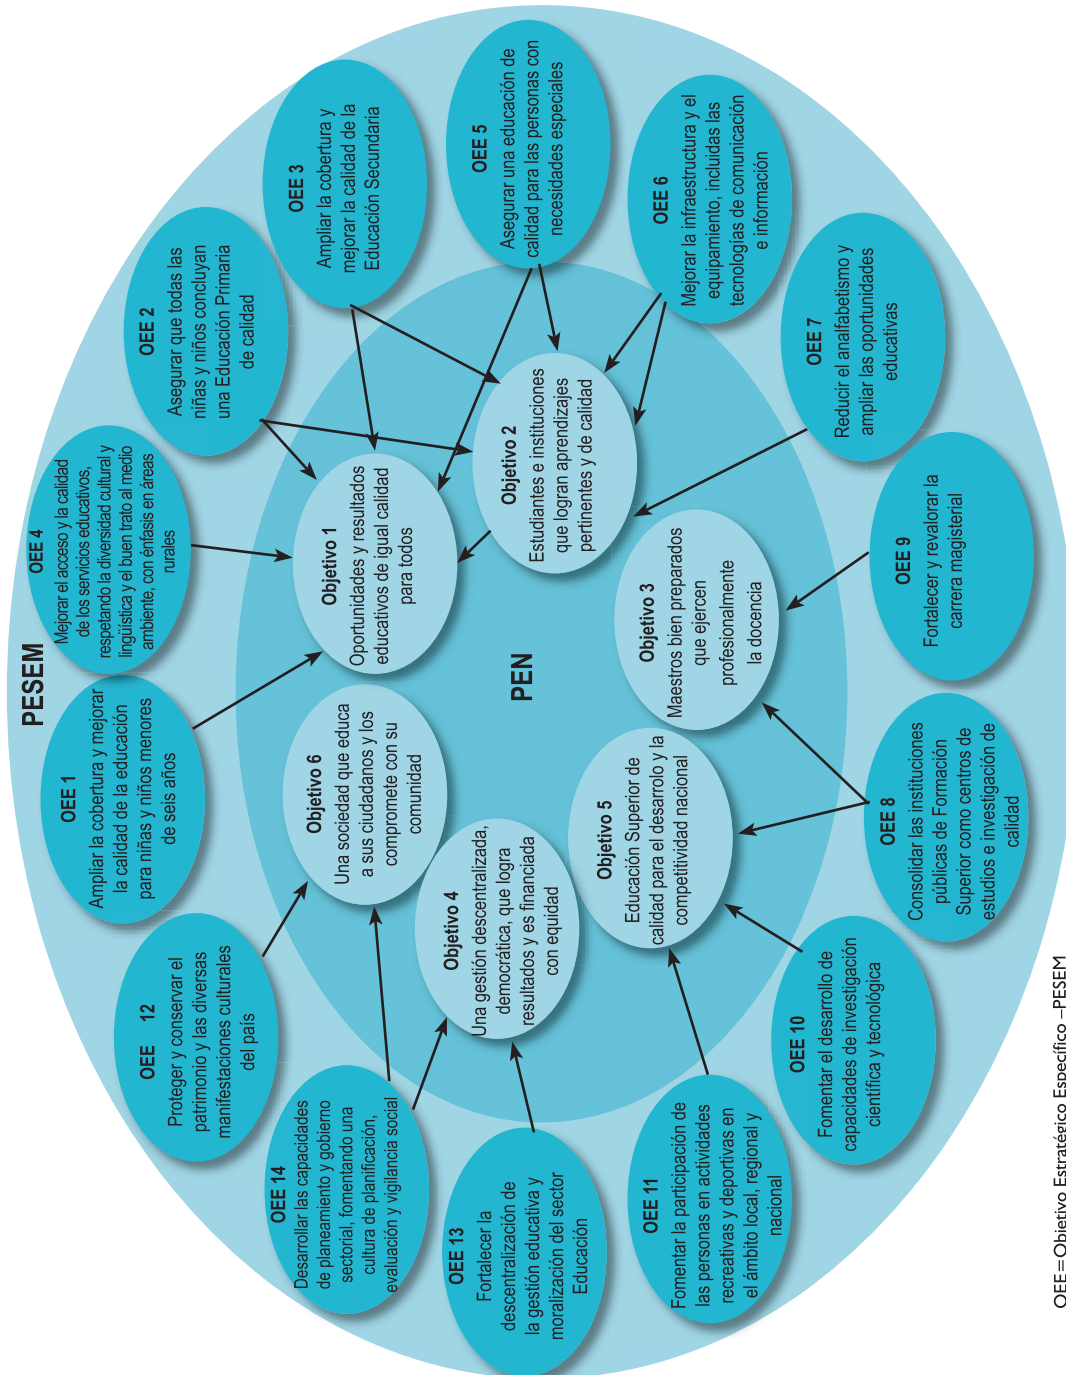 PESEM
OEE 1
Ampliar la cobertura y mejorar
la calidad de la educación
para niñas y niños menores
de seis años
OEE 4
Mejorar el acceso y la calidad
de los servicios educativos,
respetando la diversidad cultural y
lingüística y el buen trato al medio
ambiente, con énfasis en áreas
rurales
OEE 2
Asegurar que todas las
niñas y niños concluyan
una Educación Primaria
de calidad
OEE 3
Ampliar la cobertura y
mejorar la calidad de la
Educación Secundaria
OEE 5
Asegurar una educación de
calidad para las personas con
necesidades especiales
OEE 6
Mejorar la infraestructura y el
equipamiento, incluidas las
tecnologías de comunicación
e información
OEE 7
Reducir el analfabetismo y
ampliar las oportunidades
educativas
OEE 9
Fortalecer y revalorar la
carrera magisterial
OEE 8
Consolidar las instituciones
públicas de Formación
Superior como centros de
estudios e investigación de
calidad
OEE 10
Fomentar el desarrollo de
capacidades de investigación
científica y tecnológica
OEE 11
Fomentar la participación de
las personas en actividades
recreativas y deportivas en
el ámbito local, regional y
nacional
OEE 13
Fortalecer la
descentralización de
la gestión educativa y
moralización del sector
Educación
OEE 14
Desarrollar las capacidades
de planeamiento y gobierno
sectorial, fomentando una
cultura de planificación,
evaluación y vigilancia social
OEE 12
Proteger y conservar el
patrimonio y las diversas
manifestaciones culturales
del país
PEN
Objetivo 1
Oportunidades y resultados
educativos de igual calidad
para todos
Objetivo 2
Estudiantes e instituciones
que logran aprendizajes
pertinentes y de calidad
Objetivo 3
Maestros bien preparados
que ejercen
profesionalmente
la docencia
Objetivo 5
Educación Superior de
calidad para el desarrolo y la
competitividad nacional
Objetivo 4
Una gestión descentralizada,
democrática, que logra
resultados y es financiada
con equidad
Objetivo 6
Una sociedad que educa
a sus ciudadanos y los
compromete con su
comunidad
OEE=Objetivo Estratégico Específico –PESEM